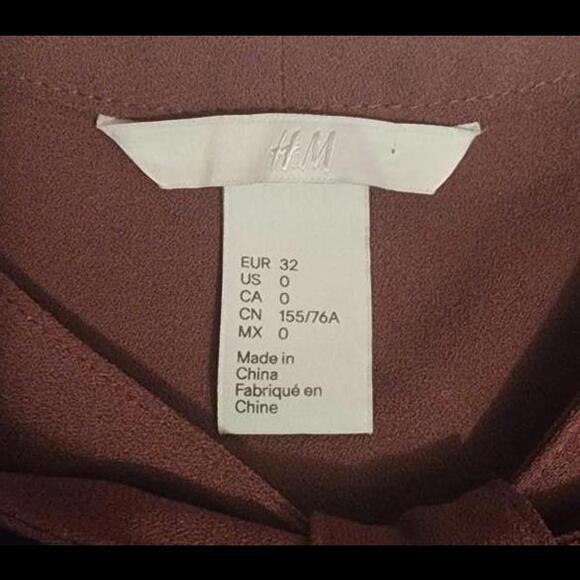 H&M
EUR 32
US 0
CA 0
CN 155/76A
MX 0
Made in
China
Fabriqué en
Chine